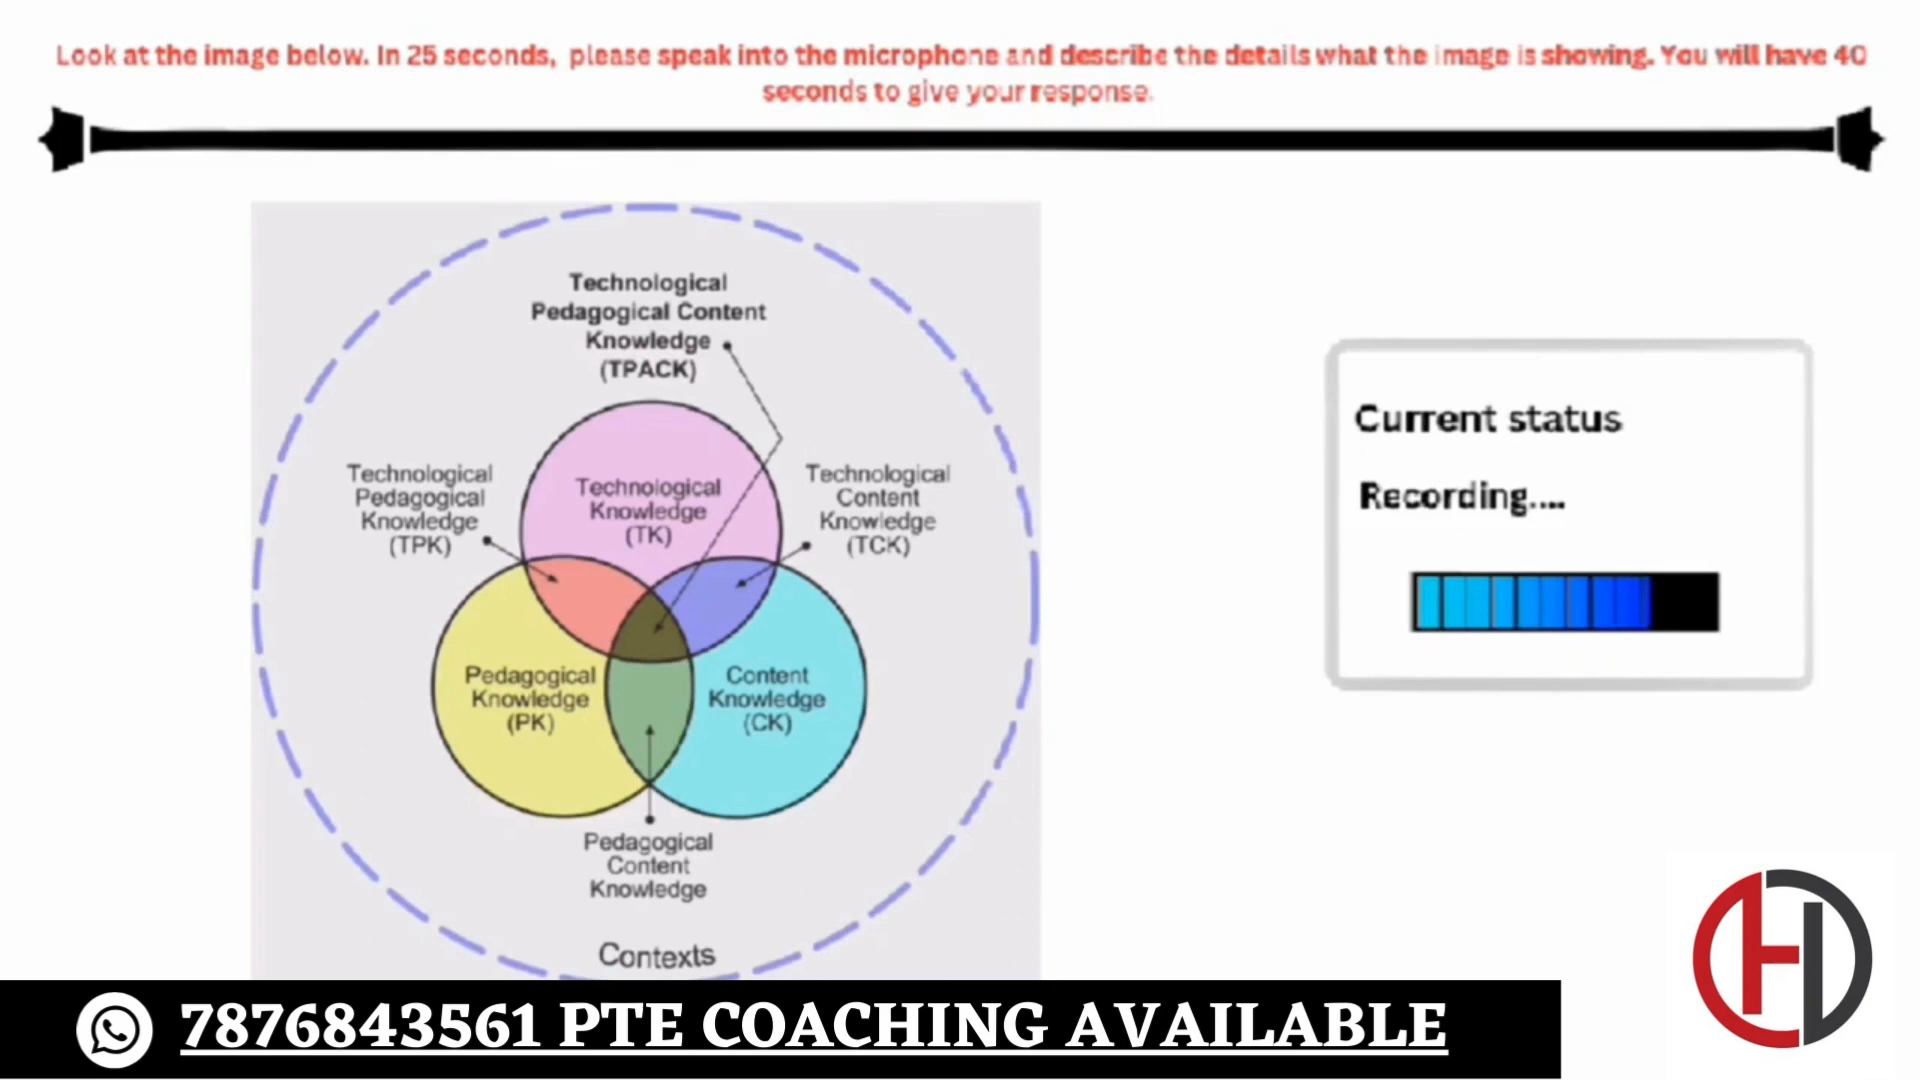 Look at the image below. In 25 seconds, please speak into the microphone and describe the details what the image is showing. You will have 40
seconds to give your response.
Technological
Pedagogical Content
Knowledge
(TPACK)
Technological
Pedagogical
Knowledge
(TPK)
Technological
Knowledge
(TK)
Technological
Content
Knowledge
(TCK)
Pedagogical
Knowledge
(PK)
Content
Knowledge
(CK)
Pedagogical
Content
Knowledge
Contexts
Current status
Recording....
7876843561 PTE COACHING AVAILABLE